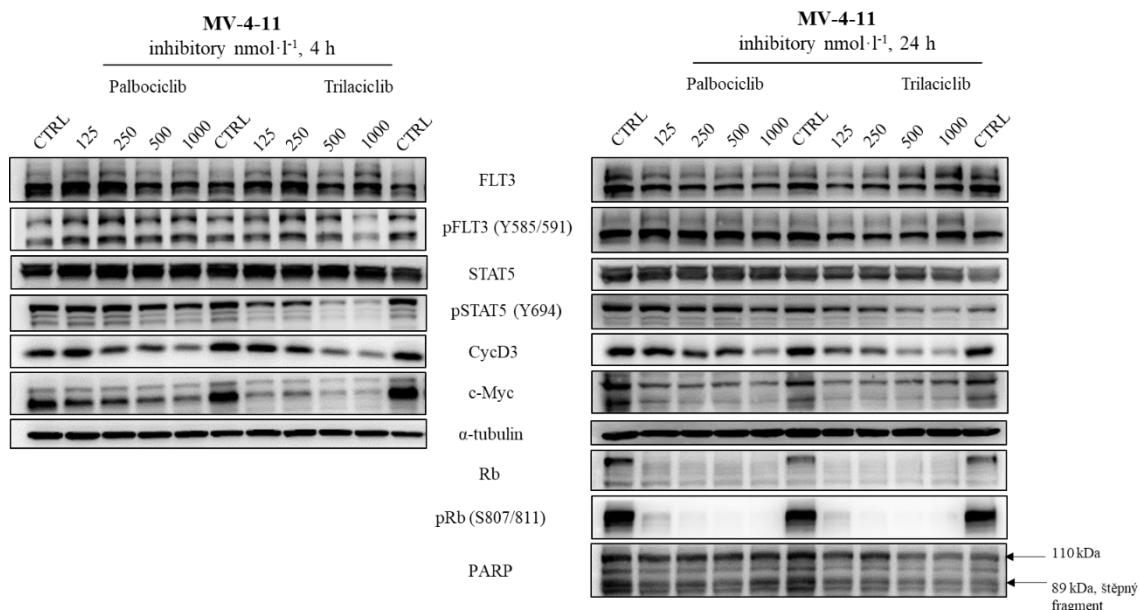 MV-4-11
inhibitory nmol·l⁻¹, 4 h
Palbociclib Trilaciclib
CTRL 125 250 500 1000 CTRL 125 250 500 1000 CTRL
MV-4-11
inhibitory nmol·l⁻¹, 24 h
Palbociclib Trilaciclib
CTRL 125 250 500 1000 CTRL 125 250 500 1000 CTRL
FLT3
pFLT3 (Y585/591)
STAT5
pSTAT5 (Y694)
CycD3
c-Myc
α-tubulin
Rb
pRb (S807/811)
PARP
110 kDa
89 kDa, štěpný
fragment